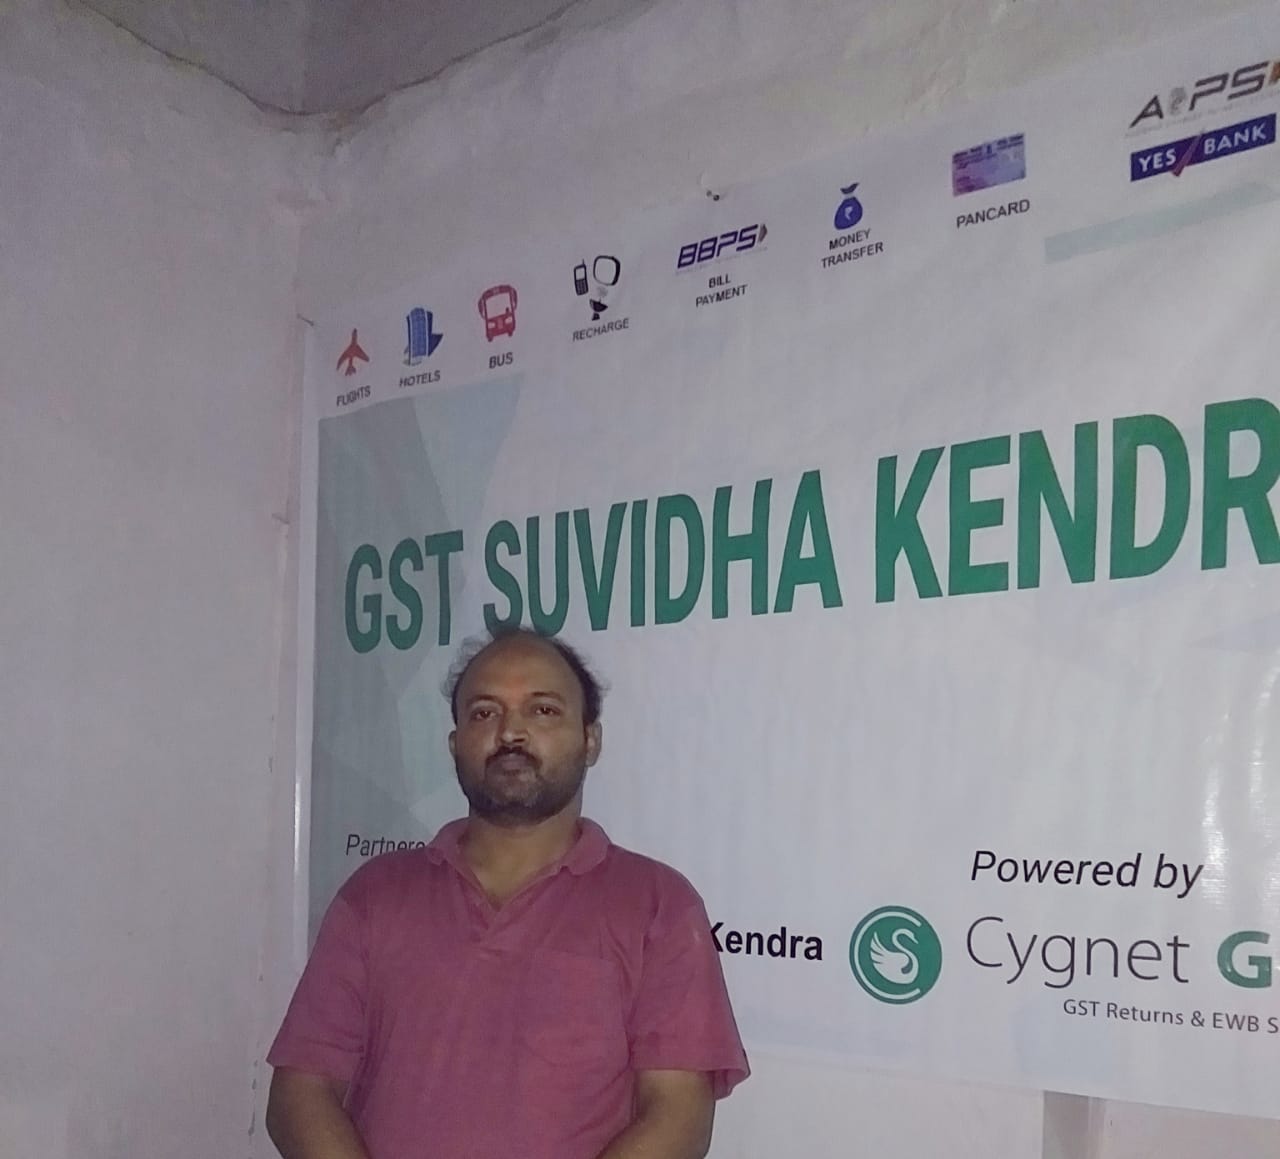 FLIGHTS
HOTELS
BUS
RECHARGE
BBPS
BILL
PAYMENT
MONEY
TRANSFER
PANCARD
AePS
YES BANK
GST SUVIDHA KENDR
Powered by
Kendra
Cygnet G
GST Returns & EWB S